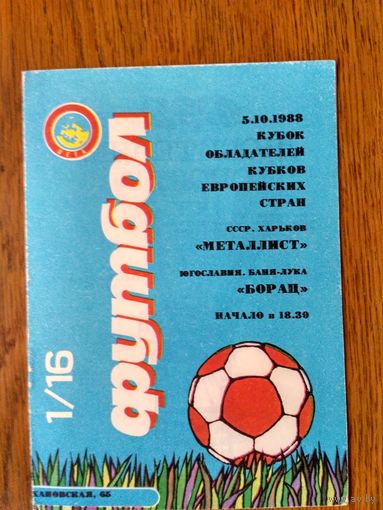 5.10.1988
КУБОК
ОБЛАДАТЕЛЕЙ
КУБКОВ
ЕВРОПЕЙСКИХ
СТРАН
СССР. ХАРЬКОВ
«МЕТАЛЛИСТ»
ЮГОСЛАВИЯ. БАНЯ-ЛУКА
«БОРАЦ»
НАЧАЛО в 18.30
футбол
1/16
ХАНОВСКАЯ, 65